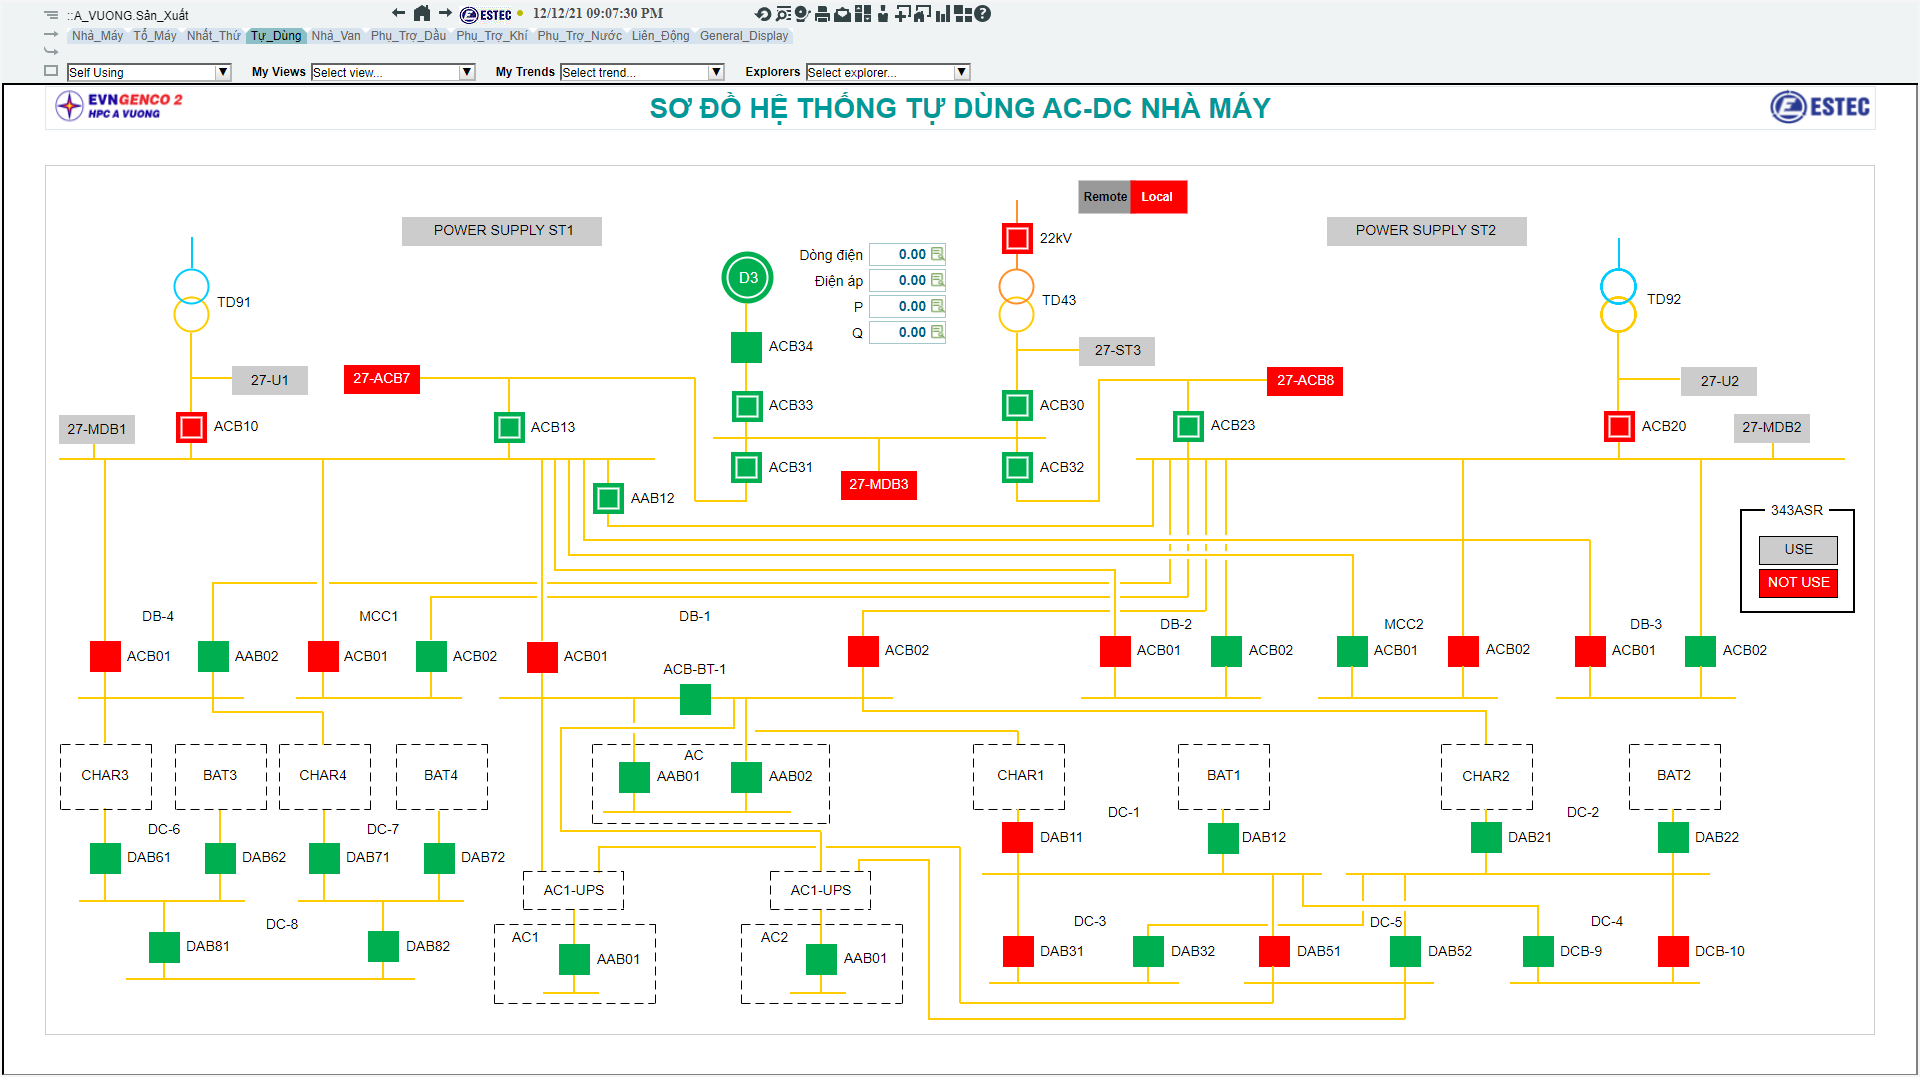 ::A_VUONG.Sản_Xuất
ESTEC
12/12/21 09:07:30 PM
Nhà_Máy Tổ_Máy Nhất_Thứ Tự_Dùng Nhà_Van Phụ_Trợ_Dầu Phụ_Trợ_Khí Phụ_Trợ_Nước Liên_Động General_Display
Self Using My Views Select view... My Trends Select trend... Explorers Select explorer...
EVNGENCO 2
HPC A VUONG
SƠ ĐỒ HỆ THỐNG TỰ DÙNG AC-DC NHÀ MÁY
ESTEC
Remote Local
POWER SUPPLY ST1
22kV
POWER SUPPLY ST2
Dòng điện 0.00
D3
Điện áp 0.00
TD91
TD43
TD92
P 0.00
Q 0.00
ACB34
27-ST3
27-U1
27-ACB7
27-ACB8
27-U2
ACB33
ACB30
27-MDB1
ACB10
ACB13
ACB23
ACB20
27-MDB2
ACB31
27-MDB3
ACB32
AAB12
343ASR
USE
NOT USE
DB-4
MCC1
DB-1
DB-2
MCC2
DB-3
ACB01
AAB02
ACB01
ACB02
ACB01
ACB02
ACB01
ACB02
ACB01
ACB02
ACB01
ACB02
ACB-BT-1
CHAR3
BAT3
CHAR4
BAT4
AC
AAB01
AAB02
CHAR1
BAT1
CHAR2
BAT2
DC-1
DC-2
DC-6
DC-7
DAB11
DAB12
DAB21
DAB22
DAB61
DAB62
DAB71
DAB72
AC1-UPS
AC1-UPS
DC-8
DC-3
DC-5
DC-4
AC1
AC2
DAB81
DAB82
AAB01
AAB01
DAB31
DAB32
DAB51
DAB52
DCB-9
DCB-10